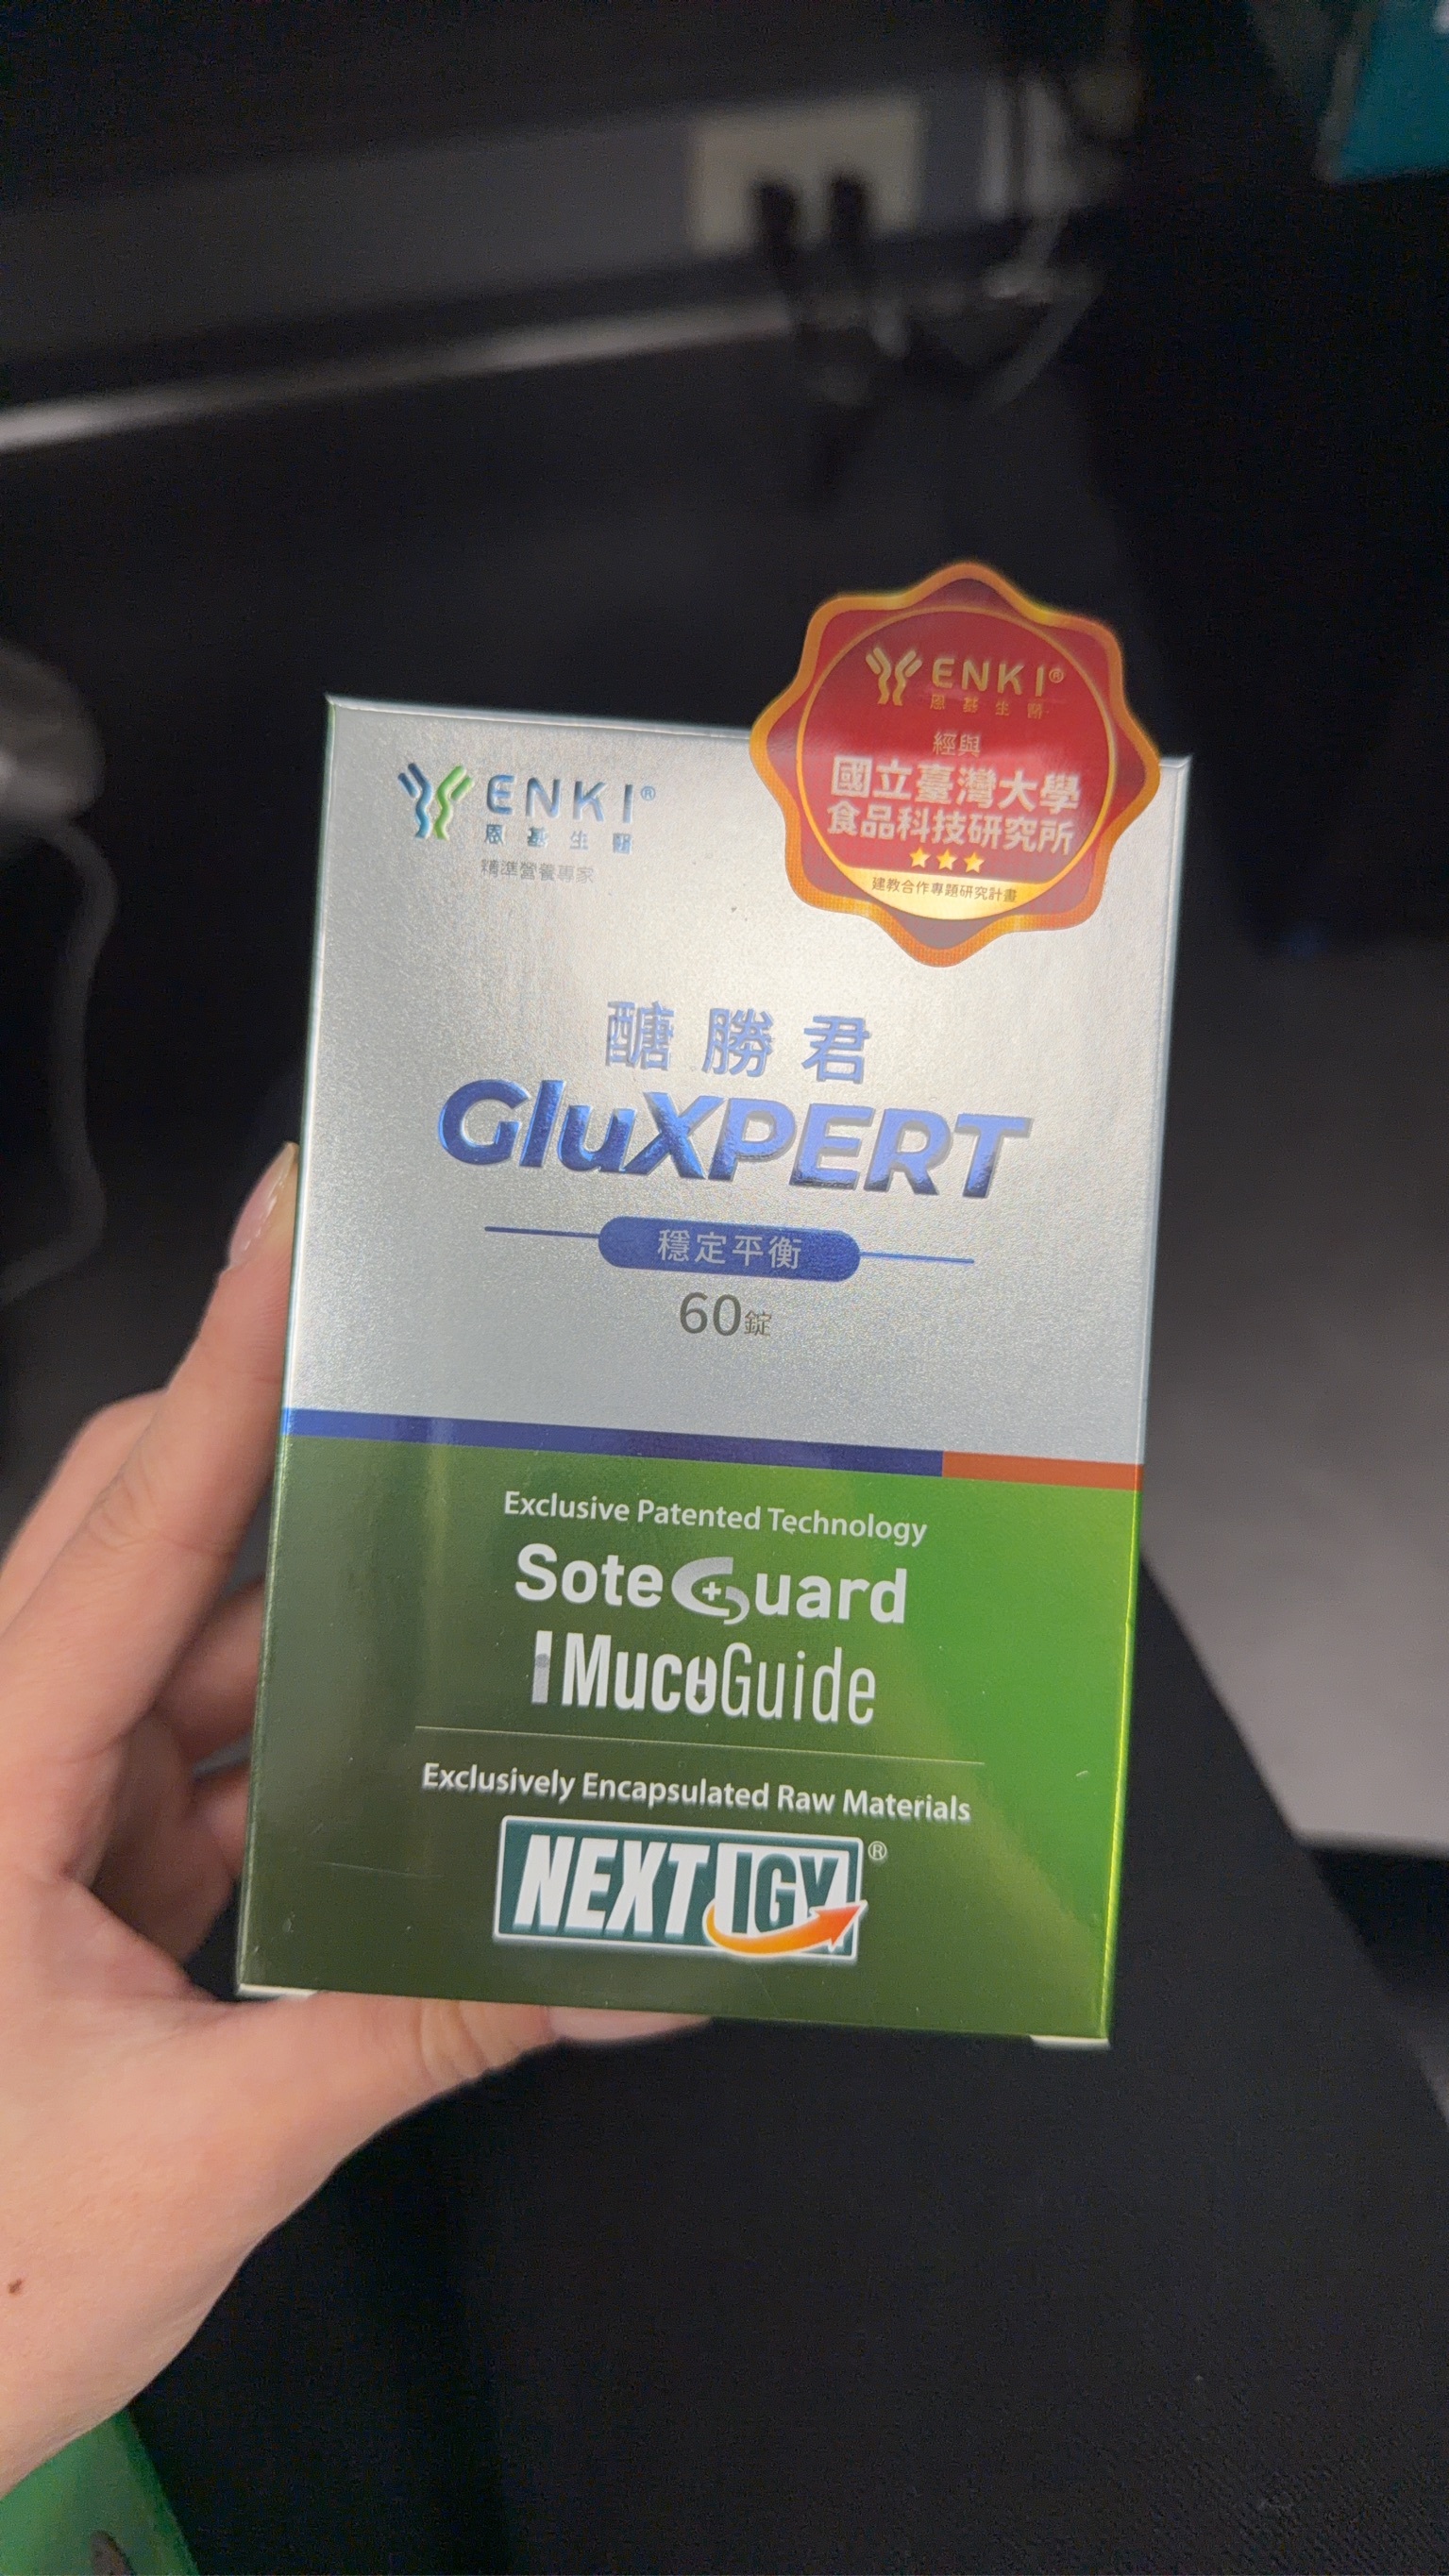 ENKI®
恩基生醫
經與
國立臺灣大學
食品科技研究所
建教合作專題研究計畫
ENKI®
恩基生醫
精準營養專家
醣勝君
GluXPERT
穩定平衡
60錠
Exclusive Patented Technology
SoteGuard
MucoGuide
Exclusively Encapsulated Raw Materials
NEXT IGY®